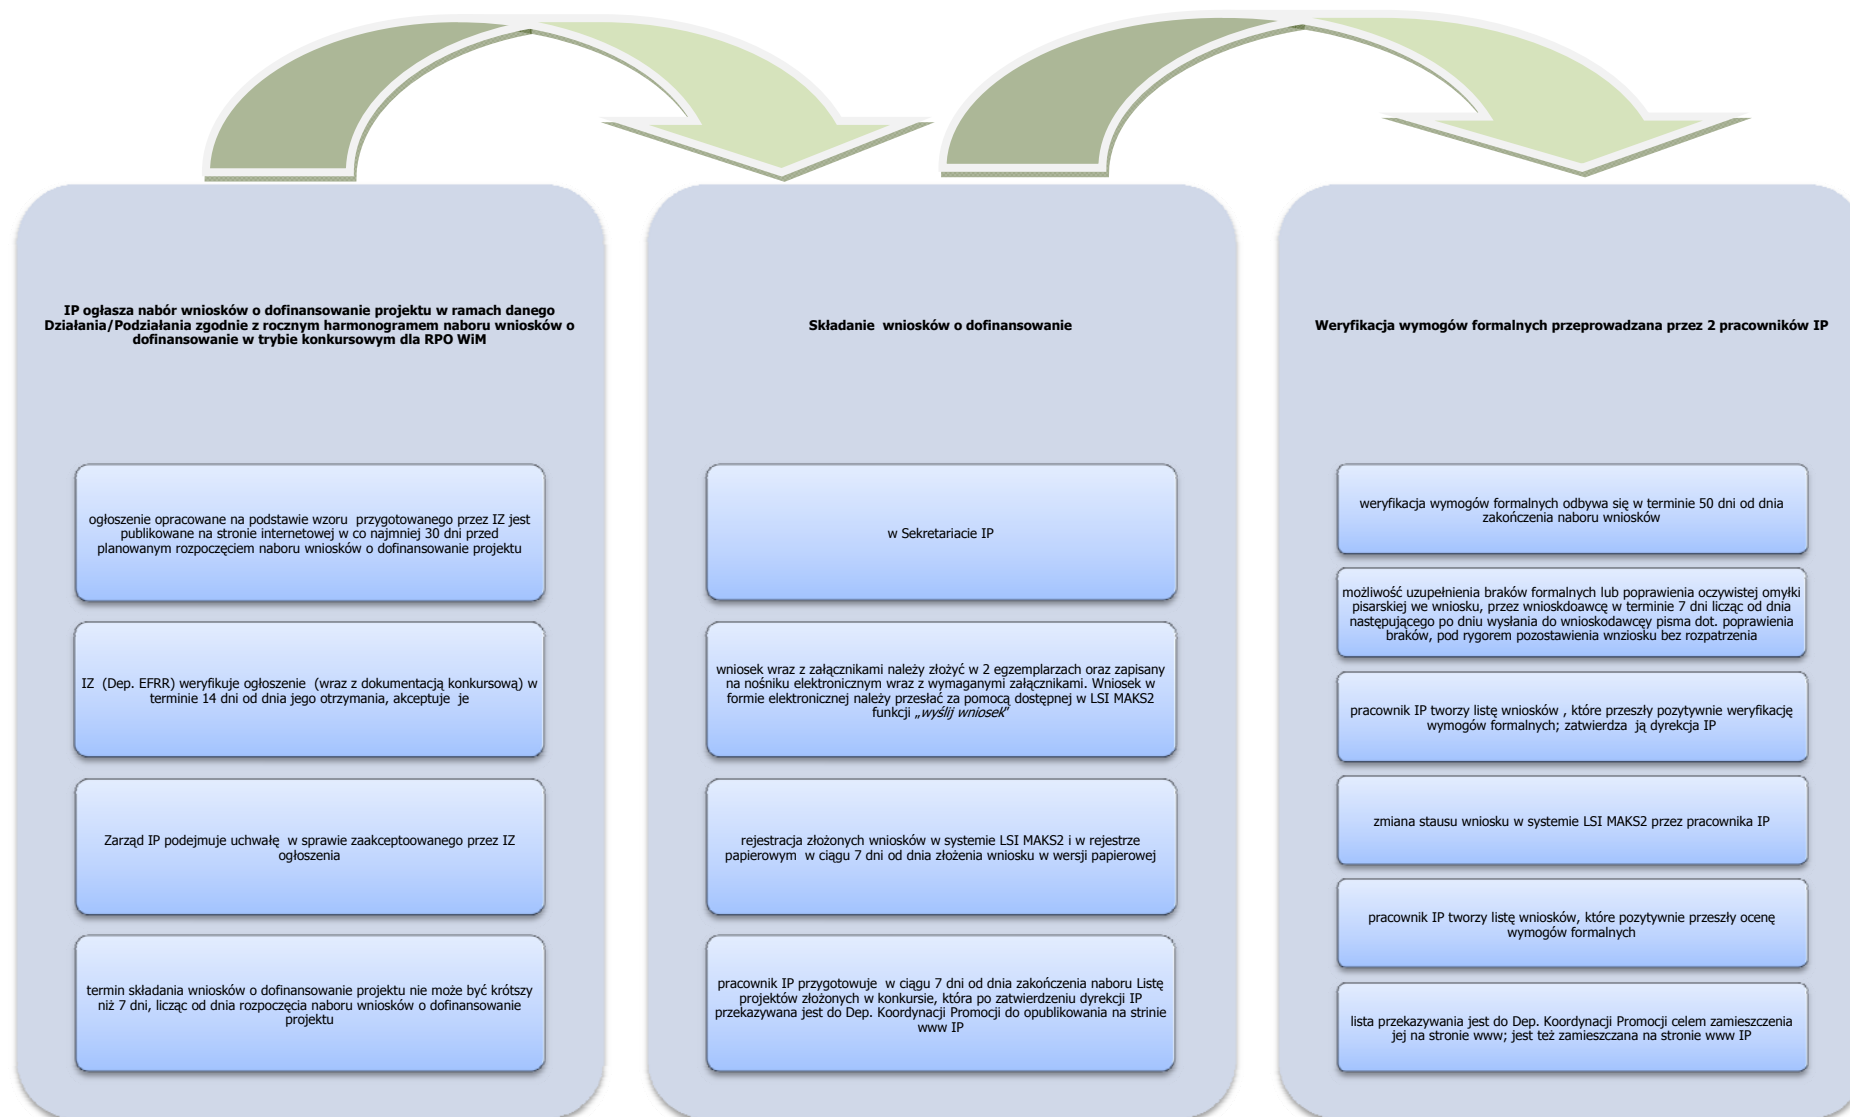 IP ogłasza nabór wniosków o dofinansowanie projektu w ramach danego
Działania/Podziałania zgodnie z rocznym harmonogramem naboru wniosków o
dofinansowanie w trybie konkursowym dla RPO WiM
ogłoszenie opracowane na podstawie wzoru przygotowanego przez IZ jest
publikowane na stronie internetowej w co najmniej 30 dni przed
planowanym rozpoczęciem naboru wniosków o dofinansowanie projektu
IZ (Dep. EFRR) weryfikuje ogłoszenie (wraz z dokumentacją konkursową) w
terminie 14 dni od dnia jego otrzymania, akceptuje je
Zarząd IP podejmuje uchwałę w sprawie zaakceptoowanego przez IZ
ogłoszenia
termin składania wniosków o dofinansowanie projektu nie może być krótszy
niż 7 dni, licząc od dnia rozpoczęcia naboru wniosków o dofinansowanie
projektu
Składanie wniosków o dofinansowanie
w Sekretariacie IP
wniosek wraz z załącznikami należy złożyć w 2 egzemplarzach oraz zapisany
na nośniku elektronicznym wraz z wymaganymi załącznikami. Wniosek w
formie elektronicznej należy przesłać za pomocą dostępnej w LSI MAKS2
funkcji „wyślij wniosek”
rejestracja złożonych wniosków w systemie LSI MAKS2 i w rejestrze
papierowym w ciągu 7 dni od dnia złożenia wniosku w wersji papierowej
pracownik IP przygotowuje w ciągu 7 dni od dnia zakończenia naboru Listę
projektów złożonych w konkursie, która po zatwierdzeniu dyrekcji IP
przekazywana jest do Dep. Koordynacji Promocji do opublikowania na strinie
www IP
Weryfikacja wymogów formalnych przeprowadzana przez 2 pracowników IP
weryfikacja wymogów formalnych odbywa się w terminie 50 dni od dnia
zakończenia naboru wniosków
możliwość uzupełnienia braków formalnych lub poprawienia oczywistej omyłki
pisarskiej we wniosku, przez wnioskdoawcę w terminie 7 dni licząc od dnia
następującego po dniu wysłania do wnioskodawcęy pisma dot. poprawienia
braków, pod rygorem pozostawienia wnziosku bez rozpatrzenia
pracownik IP tworzy listę wniosków , które przeszły pozytywnie weryfikację
wymogów formalnych; zatwierdza ją dyrekcja IP
zmiana stausu wniosku w systemie LSI MAKS2 przez pracownika IP
pracownik IP tworzy listę wniosków, które pozytywnie przeszły ocenę
wymogów formalnych
lista przekazywania jest do Dep. Koordynacji Promocji celem zamieszczenia
jej na stronie www; jest też zamieszczana na stronie www IP